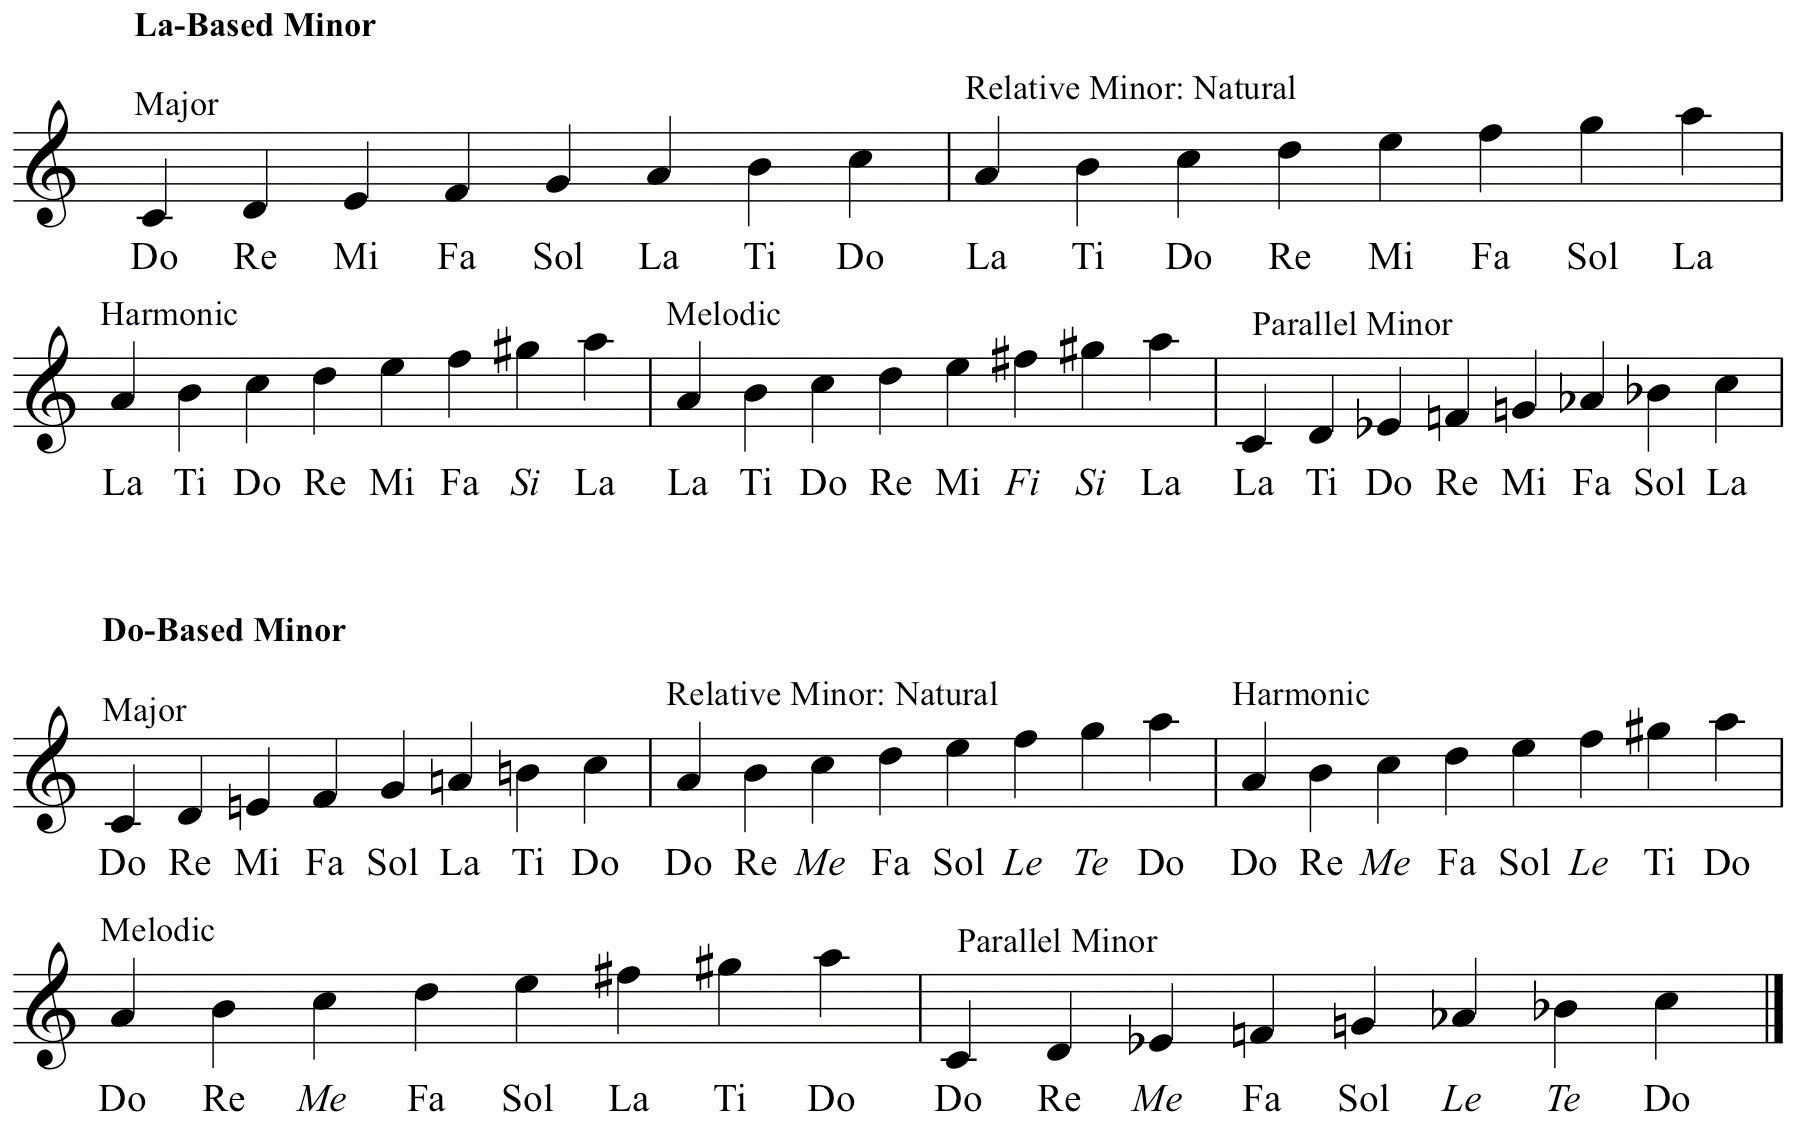 La-Based Minor
Major
Relative Minor: Natural
Do Re Mi Fa Sol La Ti Do La Ti Do Re Mi Fa Sol La
Harmonic
Melodic
Parallel Minor
La Ti Do Re Mi Fa Si La La Ti Do Re Mi Fi Si La La Ti Do Re Mi Fa Sol La
Do-Based Minor
Major
Relative Minor: Natural
Harmonic
Do Re Mi Fa Sol La Ti Do Do Re Me Fa Sol Le Te Do Do Re Me Fa Sol Le Ti Do
Melodic
Parallel Minor
Do Re Me Fa Sol La Ti Do Do Re Me Fa Sol Le Te Do